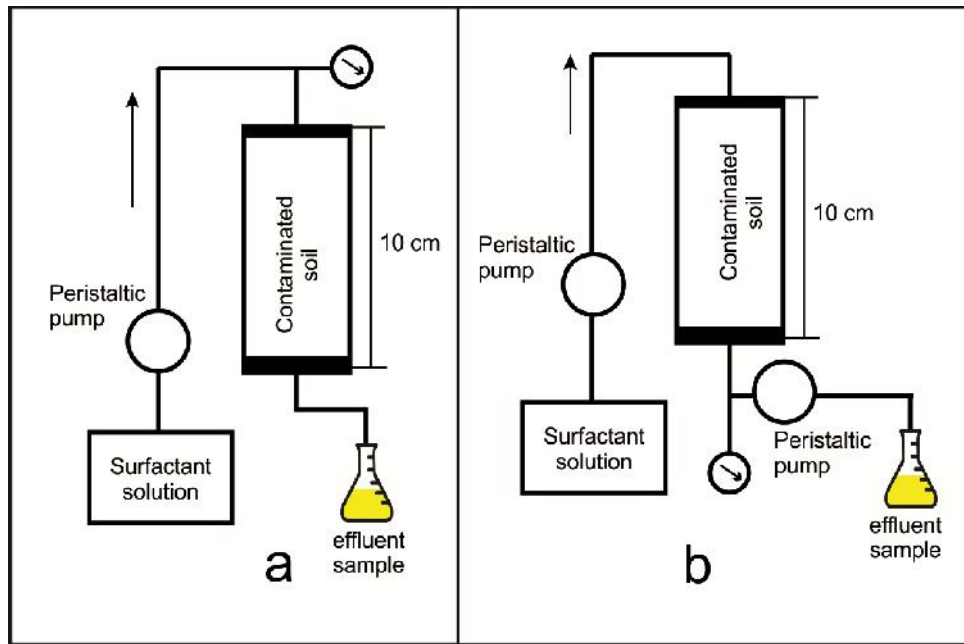 Contaminated
soil
10 cm
Peristaltic
pump
Surfactant
solution
effluent
sample
a
Contaminated
soil
10 cm
Peristaltic
pump
Surfactant
solution
Peristaltic
pump
effluent
sample
b